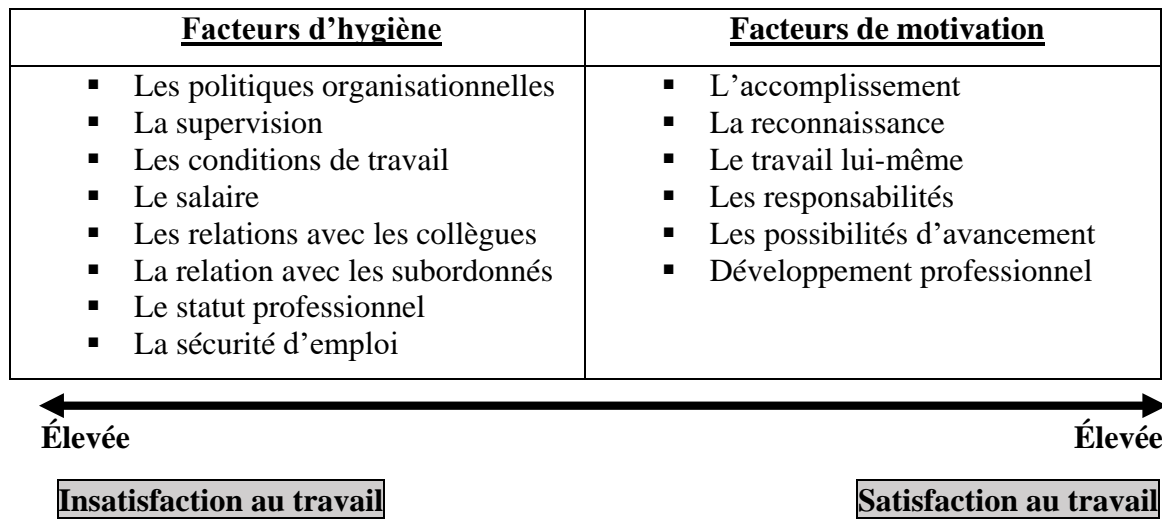 Facteurs d’hygiène
Facteurs de motivation
▪ Les politiques organisationnelles
▪ La supervision
▪ Les conditions de travail
▪ Le salaire
▪ Les relations avec les collègues
▪ La relation avec les subordonnés
▪ Le statut professionnel
▪ La sécurité d’emploi
▪ L’accomplissement
▪ La reconnaissance
▪ Le travail lui-même
▪ Les responsabilités
▪ Les possibilités d’avancement
▪ Développement professionnel
Élevée
Élevée
Insatisfaction au travail
Satisfaction au travail